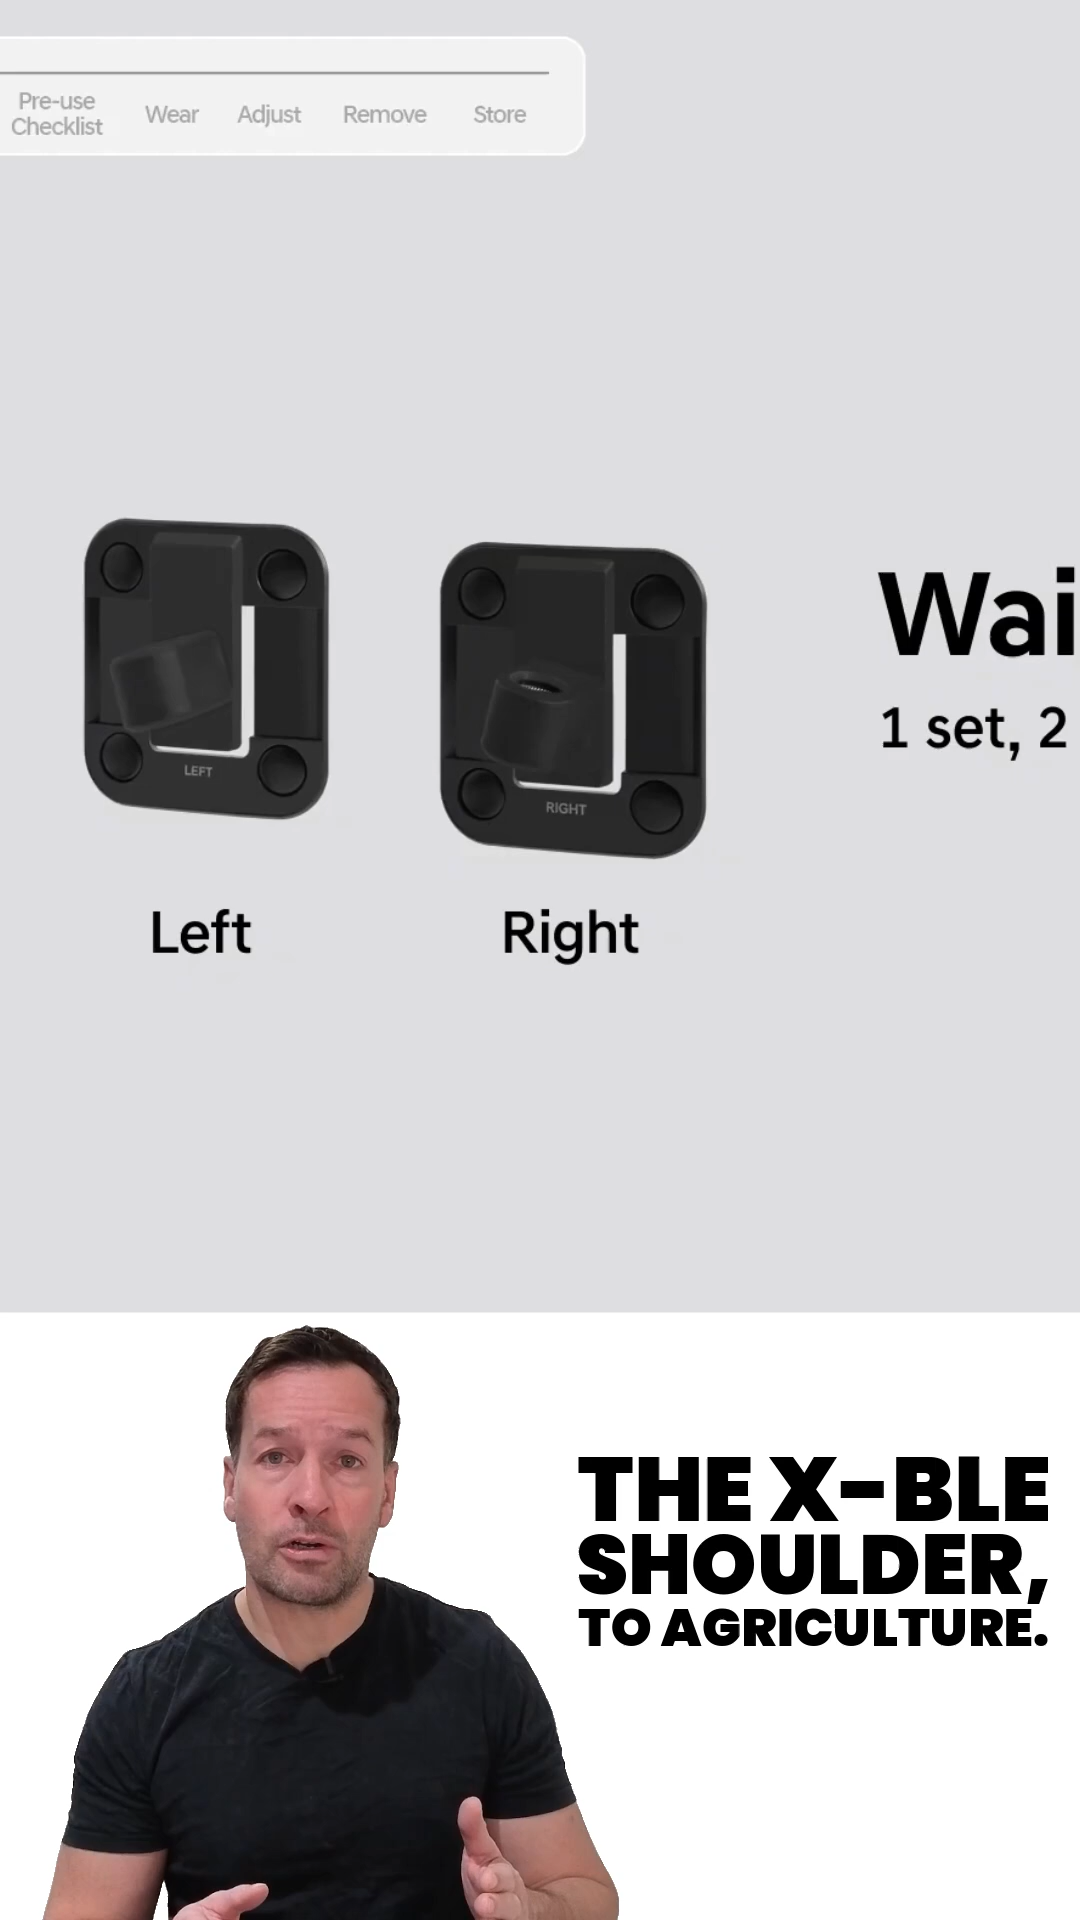 Pre-use
Checklist
Wear
Adjust
Remove
Store
LEFT
RIGHT
Wai
1 set, 2
Left
Right
THE X-BLE
SHOULDER,
TO AGRICULTURE.